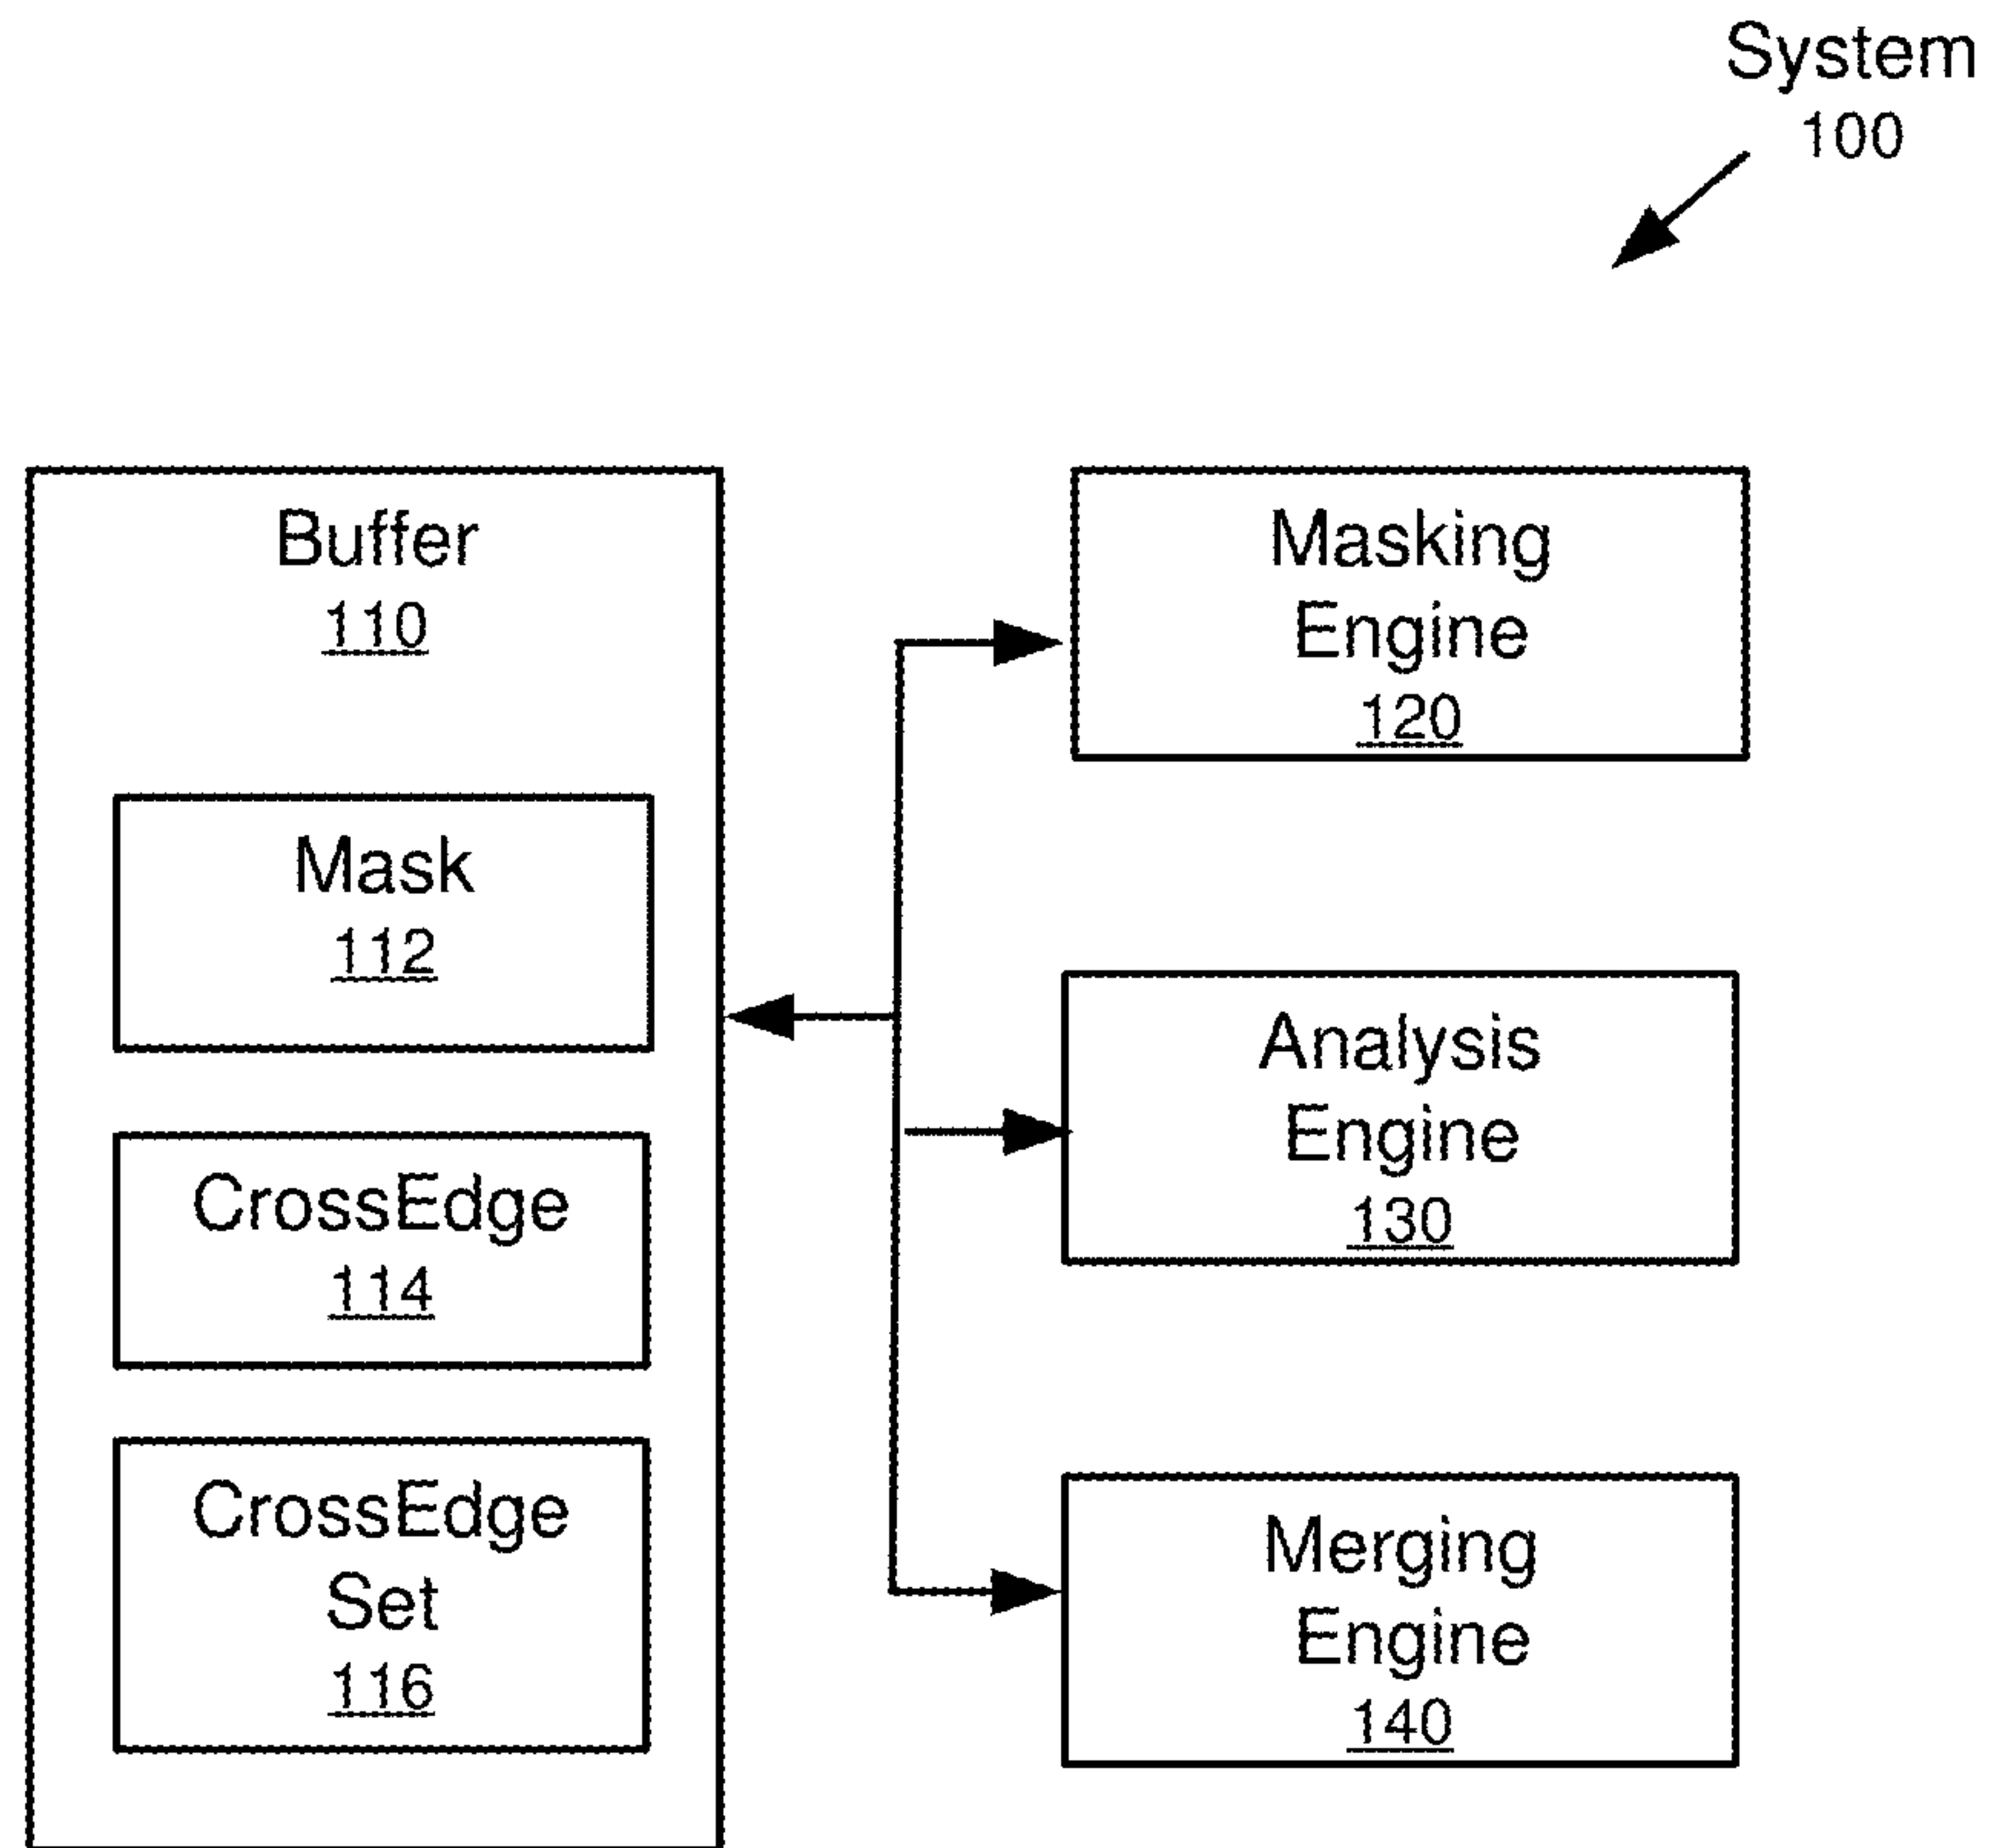 System
100
Buffer
110
Mask
112
CrossEdge
114
CrossEdge
Set
116
Masking
Engine
120
Analysis
Engine
130
Merging
Engine
140